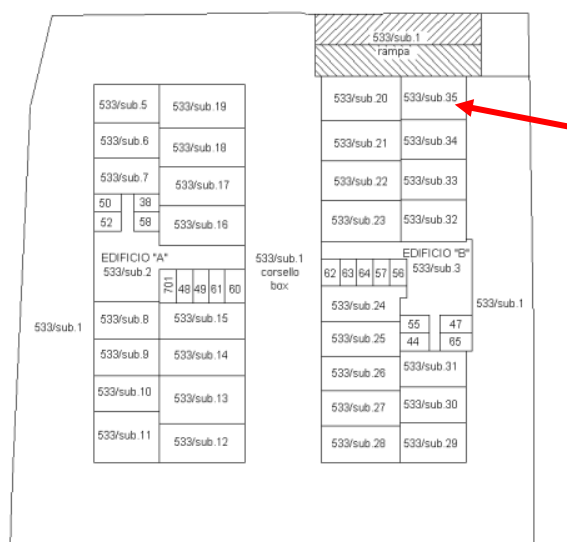 533/sub.1
rampa
533/sub.5
533/sub.19
533/sub.20
533/sub.35
533/sub.6
533/sub.18
533/sub.21
533/sub.34
533/sub.7
533/sub.17
533/sub.22
533/sub.33
50
38
52
58
533/sub.16
533/sub.23
533/sub.32
EDIFICIO "A"
533/sub.2
533/sub.1
corsello
box
EDIFICIO "B"
533/sub.3
701
48
49
61
60
62
63
64
57
56
533/sub.1
533/sub.8
533/sub.15
533/sub.24
533/sub.1
55
47
44
65
533/sub.9
533/sub.14
533/sub.25
533/sub.26
533/sub.31
533/sub.10
533/sub.13
533/sub.27
533/sub.30
533/sub.11
533/sub.12
533/sub.28
533/sub.29